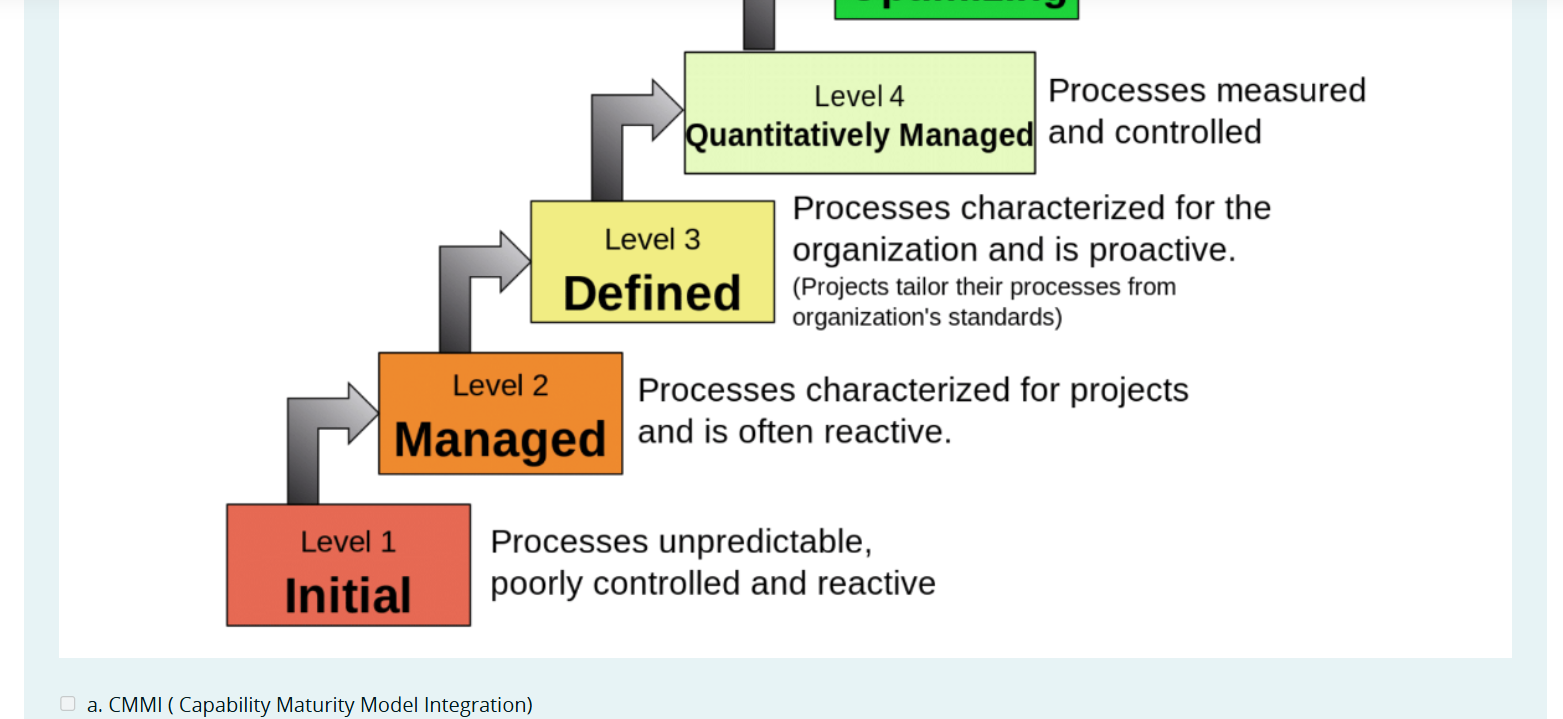 Optimizing
Level 4
Quantitatively Managed
Processes measured
and controlled
Level 3
Defined
Processes characterized for the
organization and is proactive.
(Projects tailor their processes from
organization's standards)
Level 2
Managed
Processes characterized for projects
and is often reactive.
Level 1
Initial
Processes unpredictable,
poorly controlled and reactive
a. CMMI ( Capability Maturity Model Integration)